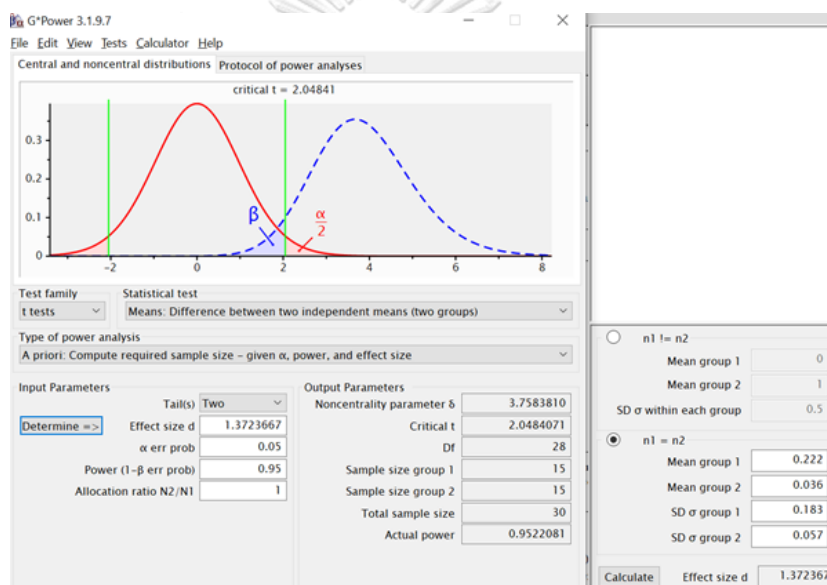 G*Power 3.1.9.7
File Edit View Tests Calculator Help
Central and noncentral distributions Protocol of power analyses
critical t = 2.04841
0.3
0.2
0.1
0
β
α
2
-2 0 2 4 6 8
Test family Statistical test
t tests Means: Difference between two independent means (two groups)
Type of power analysis
A priori: Compute required sample size – given α, power, and effect size
Input Parameters
Tail(s) Two
Determine => Effect size d 1.3723667
α err prob 0.05
Power (1-β err prob) 0.95
Allocation ratio N2/N1 1
Output Parameters
Noncentrality parameter δ 3.7583810
Critical t 2.0484071
Df 28
Sample size group 1 15
Sample size group 2 15
Total sample size 30
Actual power 0.9522081
n1 != n2
Mean group 1 0
Mean group 2 1
SD σ within each group 0.5
n1 = n2
Mean group 1 0.222
Mean group 2 0.036
SD σ group 1 0.183
SD σ group 2 0.057
Calculate Effect size d 1.372367